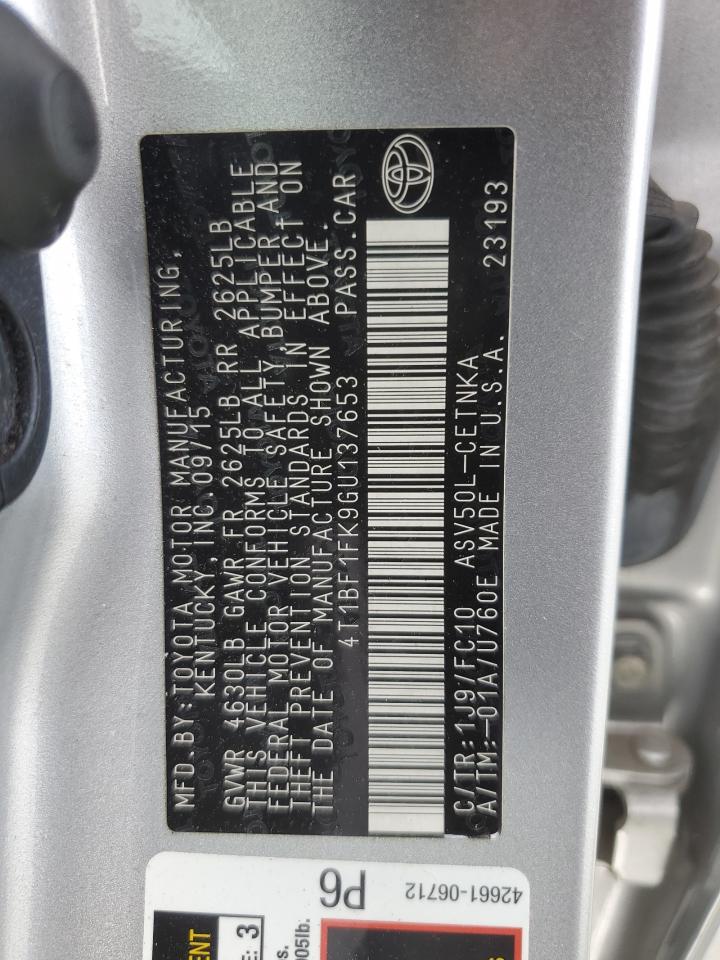 MFD.BY:TOYOTA MOTOR MANUFACTURING,
KENTUCKY, INC.09/15
GVWR 4630LB GAWR FR 2625LB RR 2625LB
THIS VEHICLE CONFORMS TO ALL APPLICABLE
FEDERAL MOTOR VEHICLE SAFETY,BUMPER,AND
THEFT PREVENTION STANDARDS IN EFFECT ON
THE DATE OF MANUFACTURE SHOWN ABOVE.
4T1BF1FK9GU137653 PASS.CAR
C/TR:1J9/FC10 ASV50L-CETNKA
A/TM:-01A/U760E MADE IN U.S.A. 23193
P6
42661-06712
3